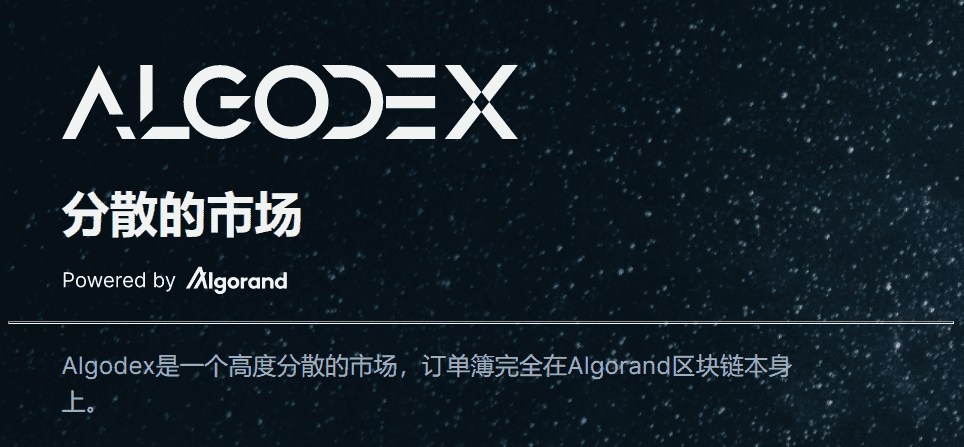 ALGODEX
分散的市场
Powered by Algorand
Algodex是一个高度分散的市场，订单簿完全在Algorand区块链本身
上。